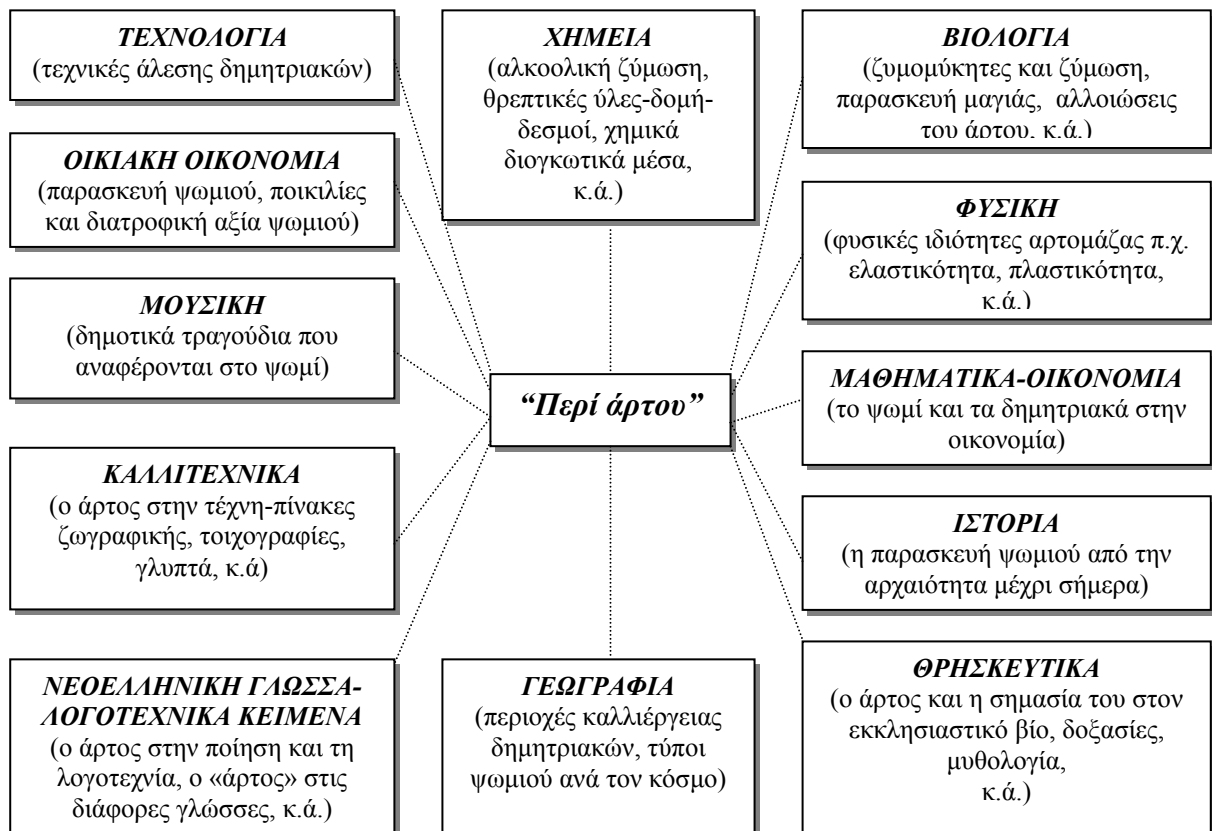 ΤΕΧΝΟΛΟΓΙΑ
(τεχνικές άλεσης δημητριακών)
ΟΙΚΙΑΚΗ ΟΙΚΟΝΟΜΙΑ
(παρασκευή ψωμιού, ποικιλίες
και διατροφική αξία ψωμιού)
ΜΟΥΣΙΚΗ
(δημοτικά τραγούδια που
αναφέρονται στο ψωμί)
ΚΑΛΛΙΤΕΧΝΙΚΑ
(ο άρτος στην τέχνη-πίνακες
ζωγραφικής, τοιχογραφίες,
γλυπτά, κ.ά)
ΝΕΟΕΛΛΗΝΙΚΗ ΓΛΩΣΣΑ-
ΛΟΓΟΤΕΧΝΙΚΑ ΚΕΙΜΕΝΑ
(ο άρτος στην ποίηση και τη
λογοτεχνία, ο «άρτος» στις
διάφορες γλώσσες, κ.ά.)
ΧΗΜΕΙΑ
(αλκοολική ζύμωση,
θρεπτικές ύλες-δομή-
δεσμοί, χημικά
διογκωτικά μέσα,
κ.ά.)
“Περί άρτου”
ΓΕΩΓΡΑΦΙΑ
(περιοχές καλλιέργειας
δημητριακών, τύποι
ψωμιού ανά τον κόσμο)
ΒΙΟΛΟΓΙΑ
(ζυμομύκητες και ζύμωση,
παρασκευή μαγιάς, αλλοιώσεις
του άρτου, κ.ά.)
ΦΥΣΙΚΗ
(φυσικές ιδιότητες αρτομάζας π.χ.
ελαστικότητα, πλαστικότητα,
κ.ά.)
ΜΑΘΗΜΑΤΙΚΑ-ΟΙΚΟΝΟΜΙΑ
(το ψωμί και τα δημητριακά στην
οικονομία)
ΙΣΤΟΡΙΑ
(η παρασκευή ψωμιού από την
αρχαιότητα μέχρι σήμερα)
ΘΡΗΣΚΕΥΤΙΚΑ
(ο άρτος και η σημασία του στον
εκκλησιαστικό βίο, δοξασίες,
μυθολογία,
κ.ά.)